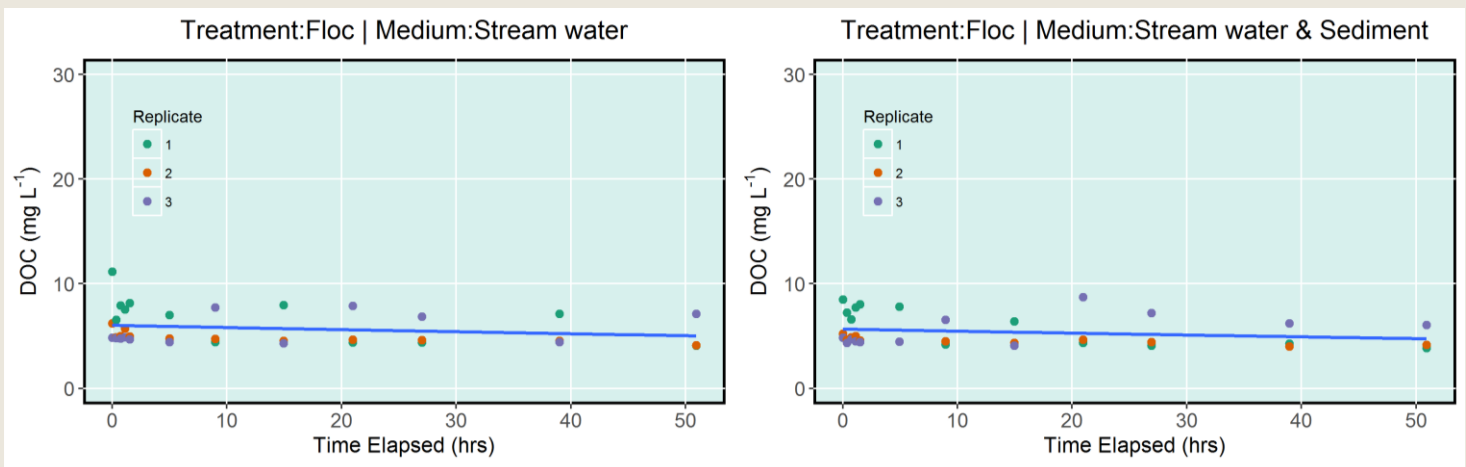 Treatment:Floc | Medium:Stream water
30
20
10
0
DOC (mg L⁻¹)
Replicate
1
2
3
0 10 20 30 40 50
Time Elapsed (hrs)
Treatment:Floc | Medium:Stream water & Sediment
30
20
10
0
DOC (mg L⁻¹)
Replicate
1
2
3
0 10 20 30 40 50
Time Elapsed (hrs)